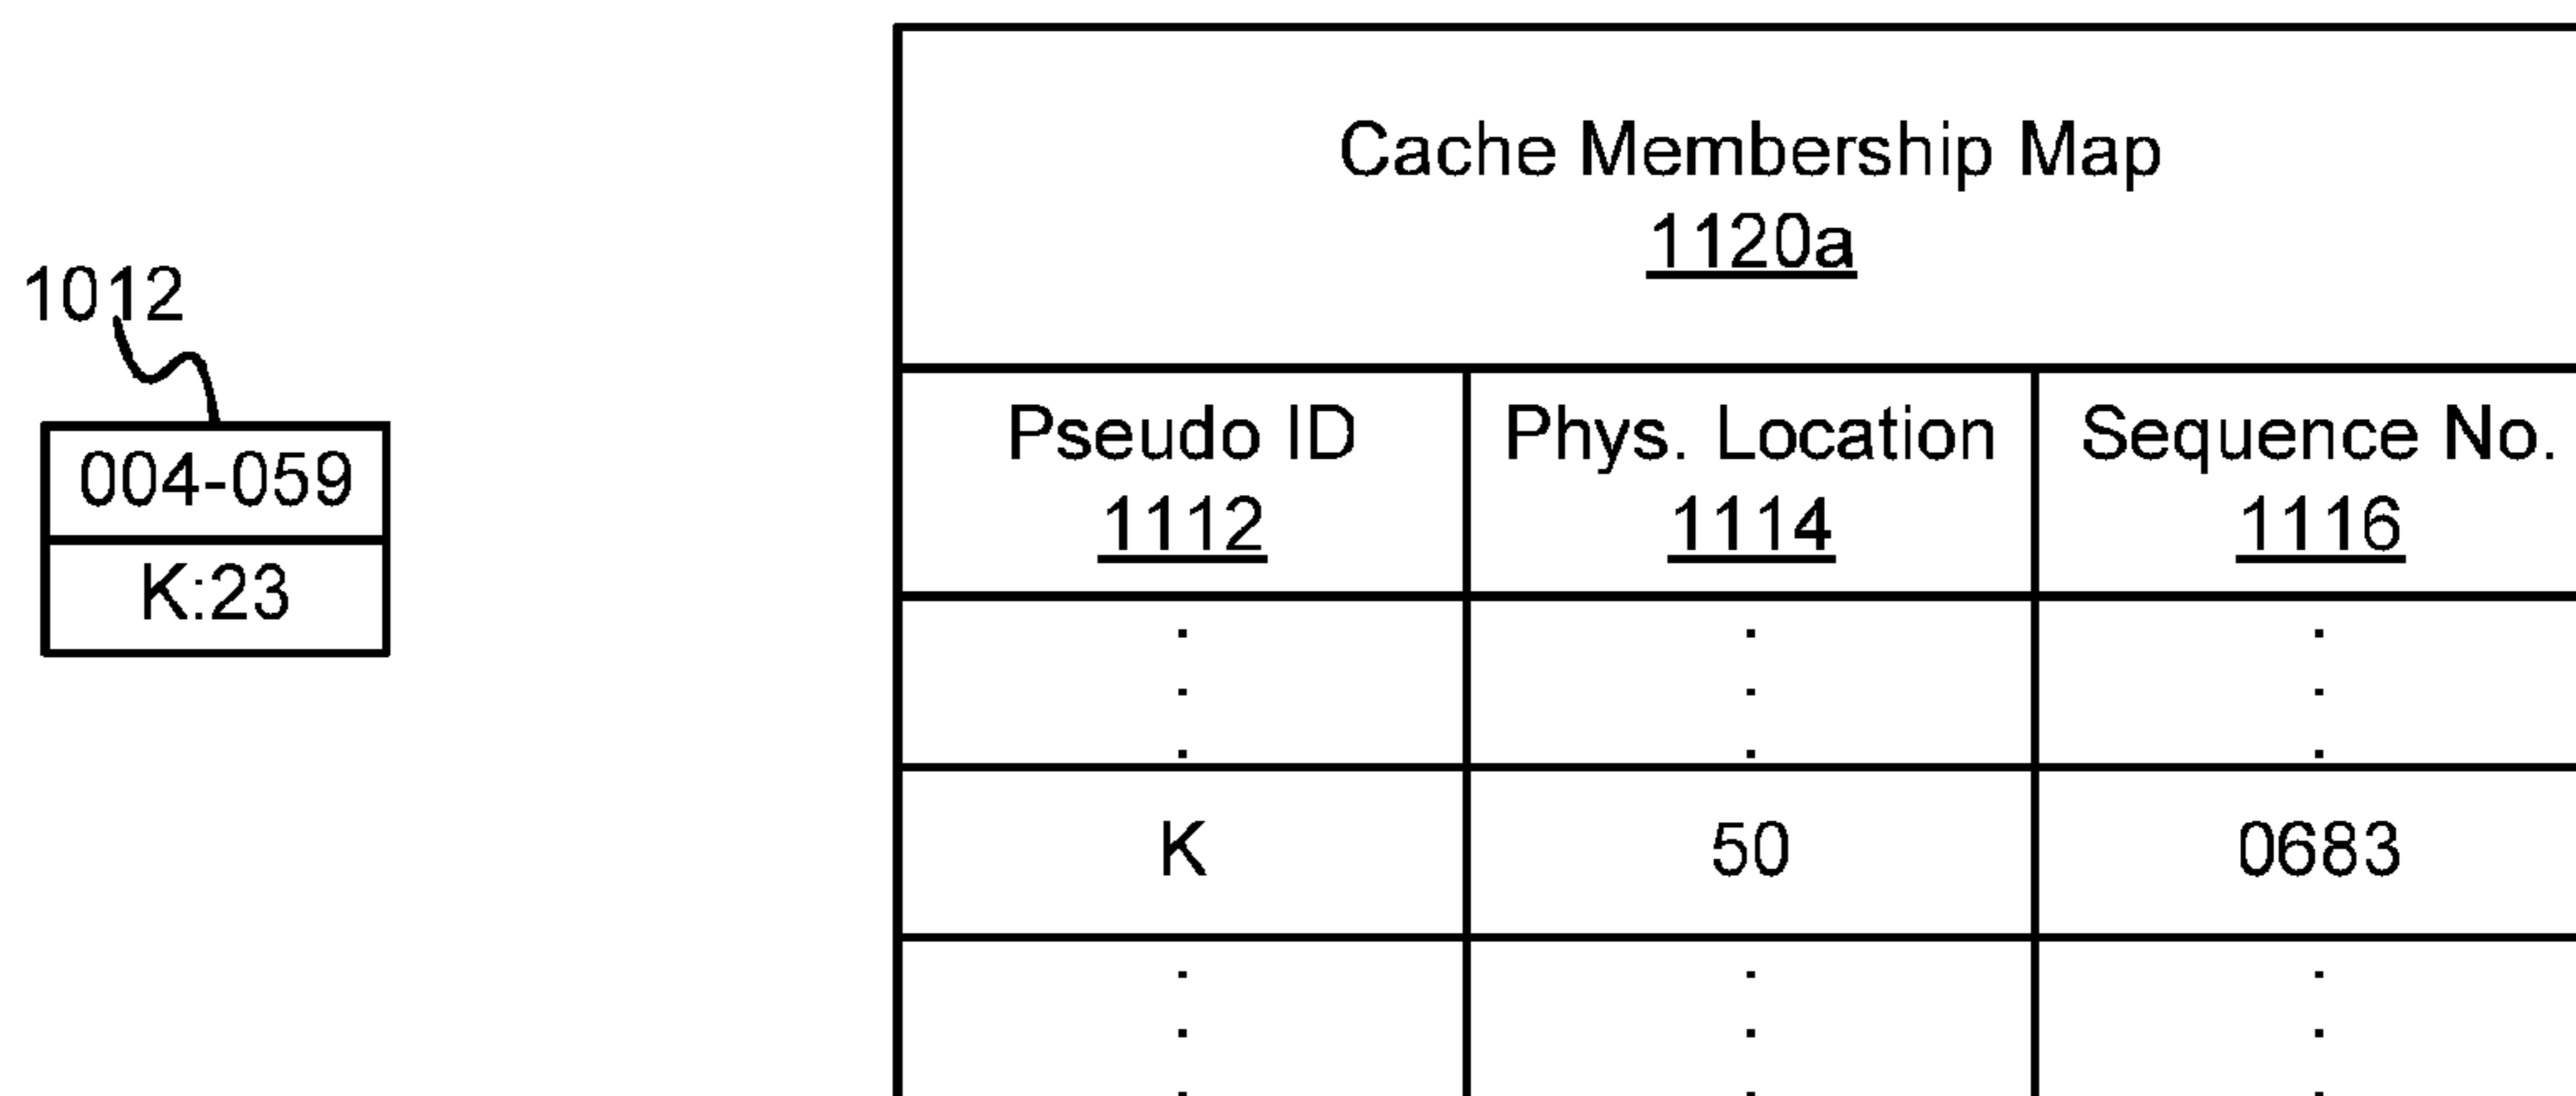 1012
004-059
K:23
Cache Membership Map
1120a
Pseudo ID
1112
Phys. Location
1114
Sequence No.
1116
K
50
0683